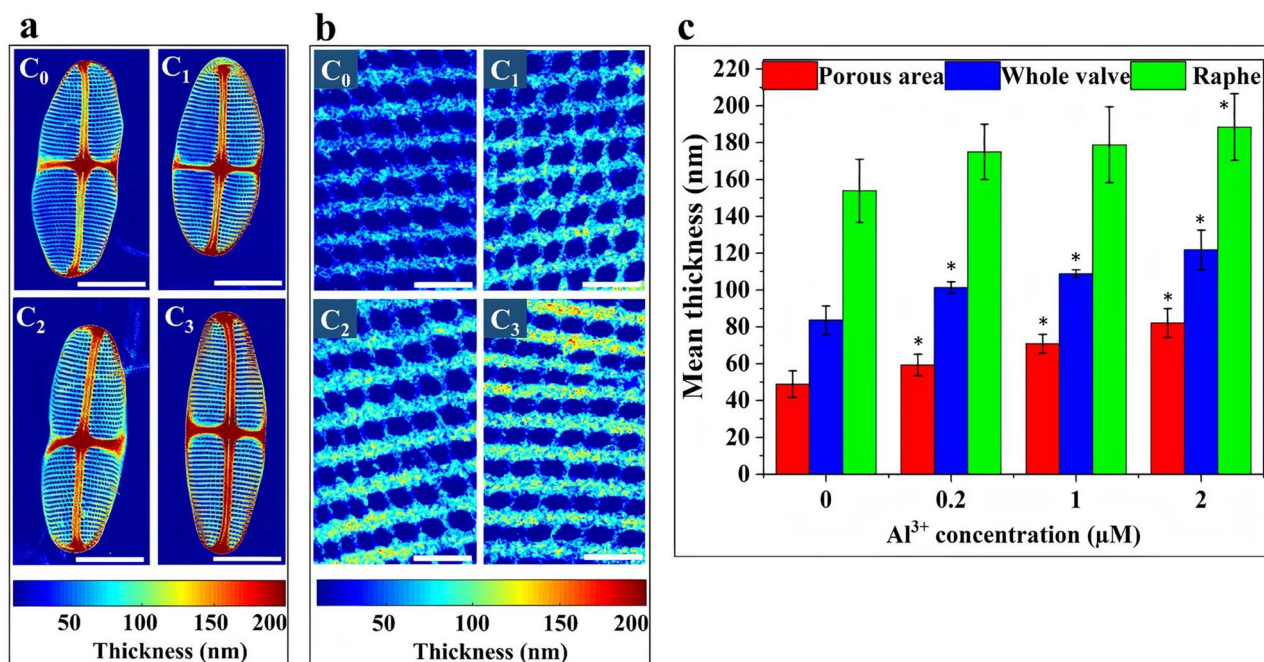 a
C0
C1
C2
C3
50 100 150 200
Thickness (nm)
b
C0
C1
C2
C3
50 100 150 200
Thickness (nm)
c
Porous area Whole valve Raphe
Mean thickness (nm)
220
200
180
160
140
120
100
80
60
40
20
0
* * * * * * *
0 0.2 1 2
Al³⁺ concentration (µM)